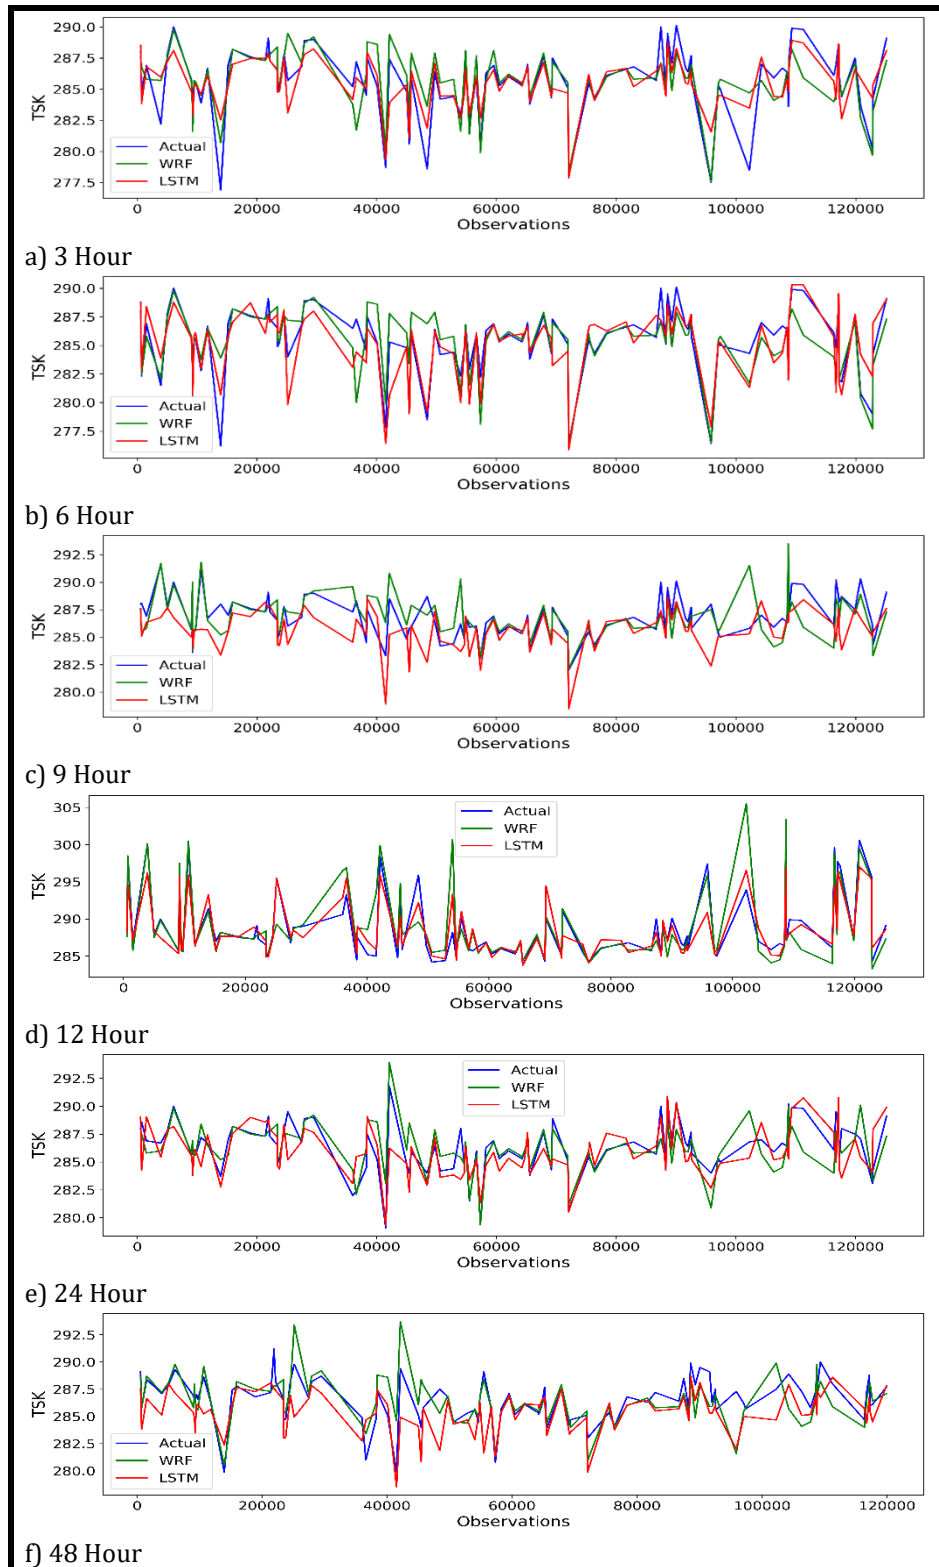 290.0
287.5
285.0
282.5
280.0
277.5
TSK
Actual
WRF
LSTM
0 20000 40000 60000 80000 100000 120000
Observations
a) 3 Hour
290.0
287.5
285.0
282.5
280.0
277.5
TSK
Actual
WRF
LSTM
0 20000 40000 60000 80000 100000 120000
Observations
b) 6 Hour
292.5
290.0
287.5
285.0
282.5
280.0
TSK
Actual
WRF
LSTM
0 20000 40000 60000 80000 100000 120000
Observations
c) 9 Hour
305
300
295
290
285
TSK
Actual
WRF
LSTM
0 20000 40000 60000 80000 100000 120000
Observations
d) 12 Hour
292.5
290.0
287.5
285.0
282.5
280.0
TSK
Actual
WRF
LSTM
0 20000 40000 60000 80000 100000 120000
Observations
e) 24 Hour
292.5
290.0
287.5
285.0
282.5
280.0
TSK
Actual
WRF
LSTM
0 20000 40000 60000 80000 100000 120000
Observations
f) 48 Hour